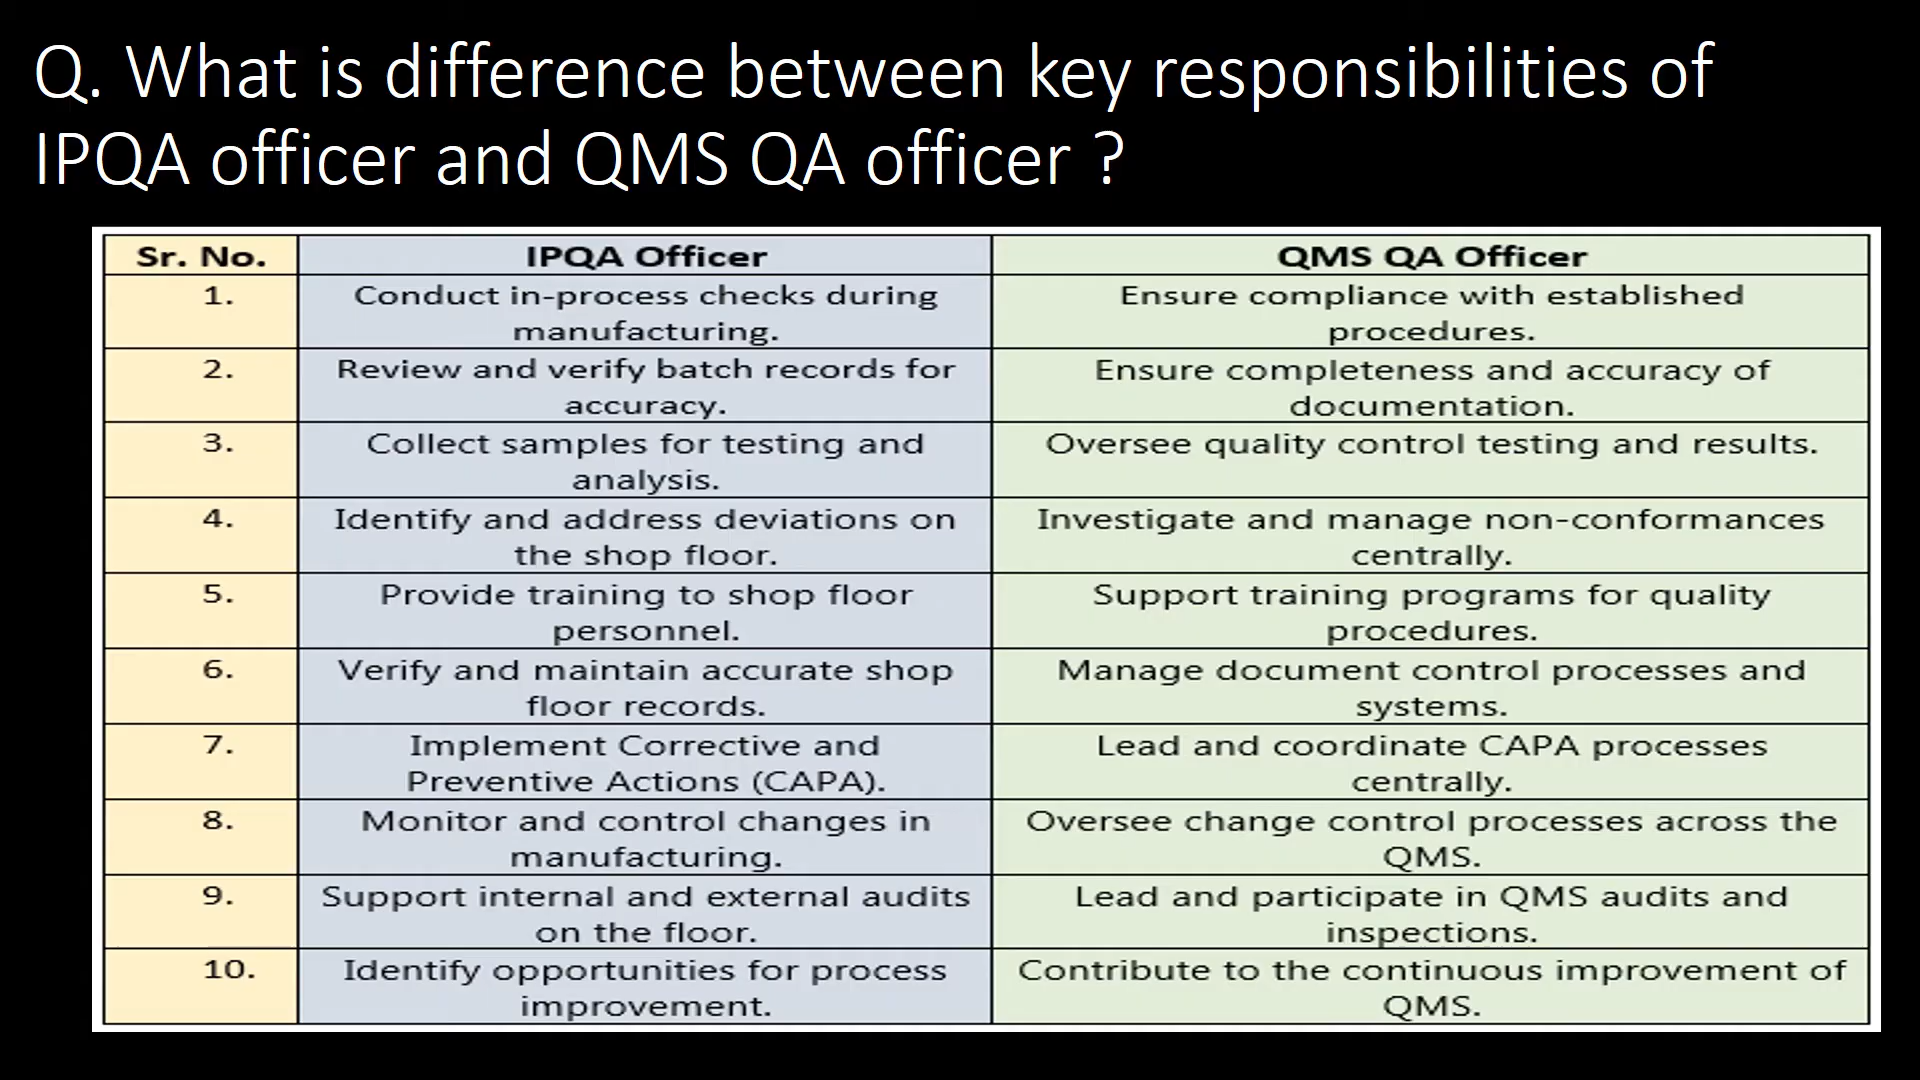 Q. What is difference between key responsibilities of
IPQA officer and QMS QA officer ?
Sr. No. IPQA Officer QMS QA Officer
1. Conduct in-process checks during Ensure compliance with established
manufacturing. procedures.
2. Review and verify batch records for Ensure completeness and accuracy of
accuracy. documentation.
3. Collect samples for testing and Oversee quality control testing and results.
analysis.
4. Identify and address deviations on Investigate and manage non-conformances
the shop floor. centrally.
5. Provide training to shop floor Support training programs for quality
personnel. procedures.
6. Verify and maintain accurate shop Manage document control processes and
floor records. systems.
7. Implement Corrective and Lead and coordinate CAPA processes
Preventive Actions (CAPA). centrally.
8. Monitor and control changes in Oversee change control processes across the
manufacturing. QMS.
9. Support internal and external audits Lead and participate in QMS audits and
on the floor. inspections.
10. Identify opportunities for process Contribute to the continuous improvement of
improvement. QMS.